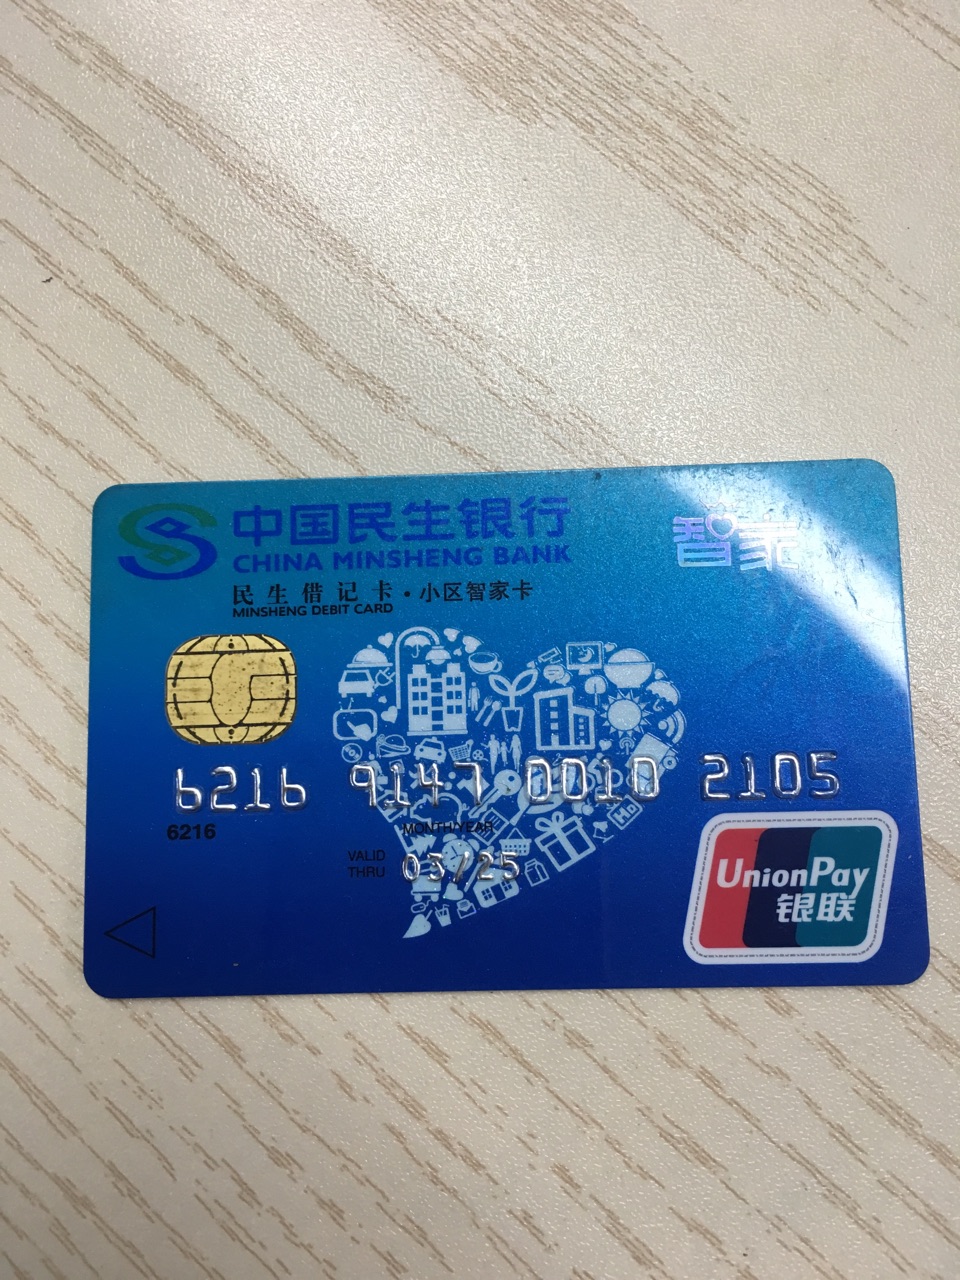 中国民生银行
CHINA MINSHENG BANK
智家
民生借记卡·小区智家卡
MINSHENG DEBIT CARD
6216 9147 0010 2105
6216
MONTH/YEAR
VALID THRU 03/25
UnionPay
银联